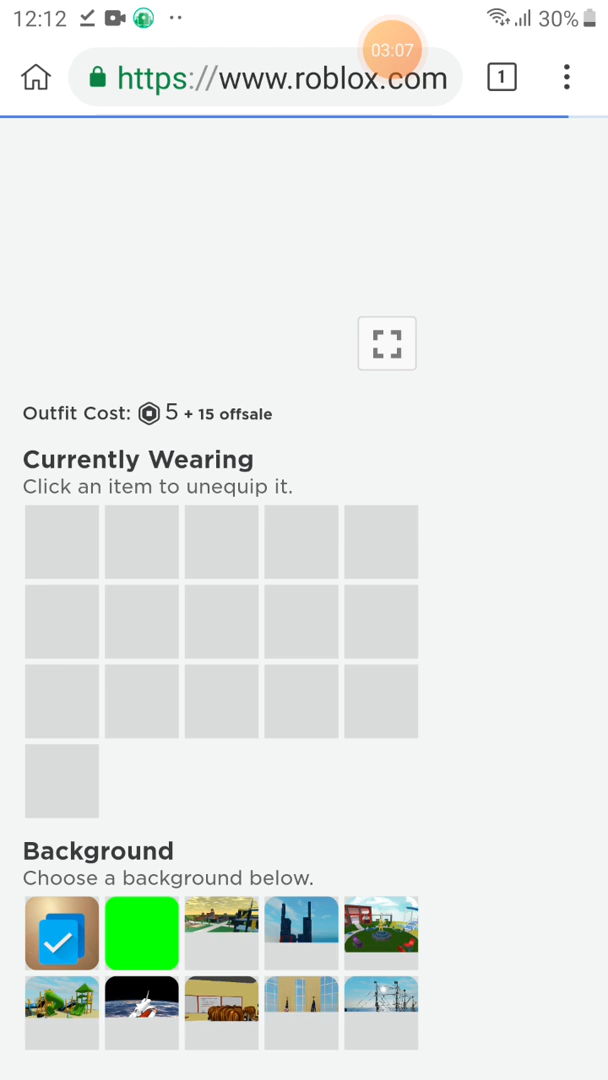 12:12
30%
03:07
https://www.roblox.com
1
Outfit Cost: 5 + 15 offsale
Currently Wearing
Click an item to unequip it.
Background
Choose a background below.